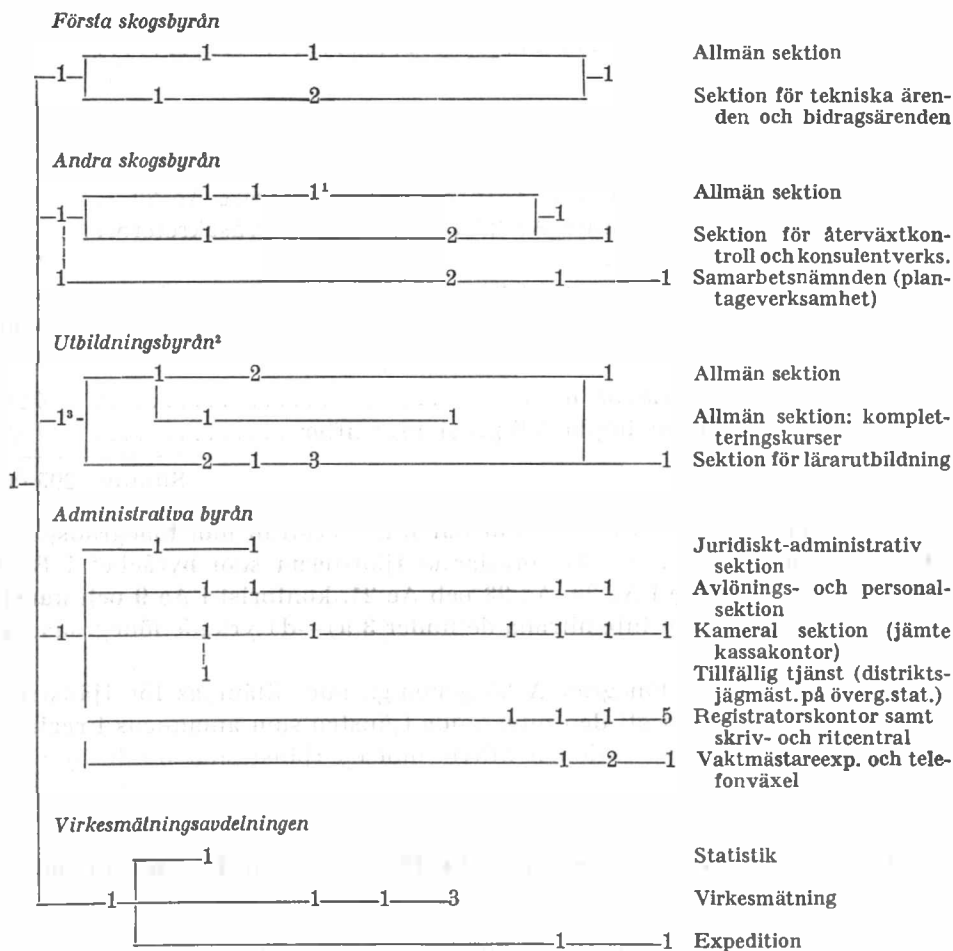 Första skogsbyrån
1 1 Allmän sektion
1 1
1 2 Sektion för tekniska ären-
den och bidragsärenden
Andra skogsbyrån
1 1 1¹ Allmän sektion
1 1
1 2 1 Sektion för återväxtkon-
troll och konsulentverks.
1 2 1 1 Samarbetsnämnden (plan-
tageverksamhet)
Utbildningsbyrån²
1 2 1 Allmän sektion
1³ 1 1 Allmän sektion: komplet-
teringskurser
2 1 3 1 Sektion för lärarutbildning
1
Administrativa byrån
1 1 Juridiskt-administrativ
sektion
1 1 1 1 Avlönings- och personal-
sektion
1 1 1 1 1 1 1 1 Kameral sektion (jämte
kassakontor)
1 Tillfällig tjänst (distrikts-
jägmäst. på överg.stat.)
1 1 1 5 Registratorskontor samt
skriv- och ritcentral
1 2 1 Vaktmästareexp. och tele-
fonväxel
Virkesmätningsavdelningen
1 Statistik
1 1 1 3 Virkesmätning
1 1 Expedition